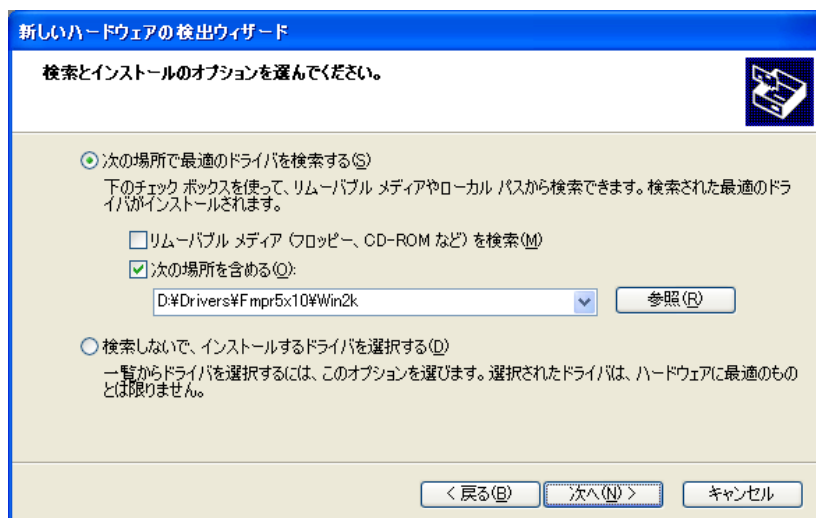 新しいハードウェアの検出ウィザード
検索とインストールのオプションを選んでください。
次の場所で最適のドライバを検索する(S)
下のチェック ボックスを使って、リムーバブル メディアやローカル パスから検索できます。検索された最適のドラ
イバがインストールされます。
リムーバブル メディア (フロッピー、CD-ROM など) を検索(M)
次の場所を含める(O):
D:¥Drivers¥Fmpr5x10¥Win2k
参照(R)
検索しないで、インストールするドライバを選択する(D)
一覧からドライバを選択するには、このオプションを選びます。選択されたドライバは、ハードウェアに最適のもの
とは限りません。
< 戻る(B) 次へ(N) > キャンセル